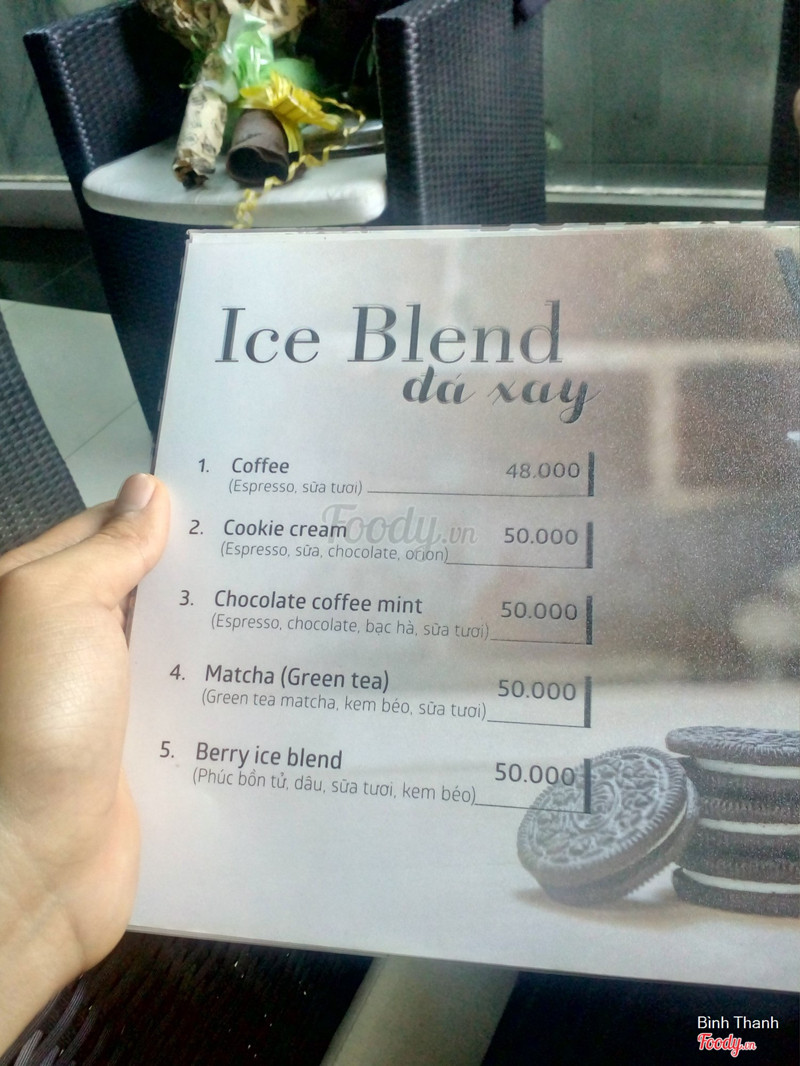 Ice Blend
đá xay
1. Coffee 48.000
(Espresso, sữa tươi)
2. Cookie cream 50.000
(Espresso, sữa, chocolate, orion)
3. Chocolate coffee mint 50.000
(Espresso, chocolate, bạc hà, sữa tươi)
4. Matcha (Green tea) 50.000
(Green tea matcha, kem béo, sữa tươi)
5. Berry ice blend 50.000
(Phúc bồn tử, dâu, sữa tươi, kem béo)
Foody.vn
Bình Thanh
Foody.vn